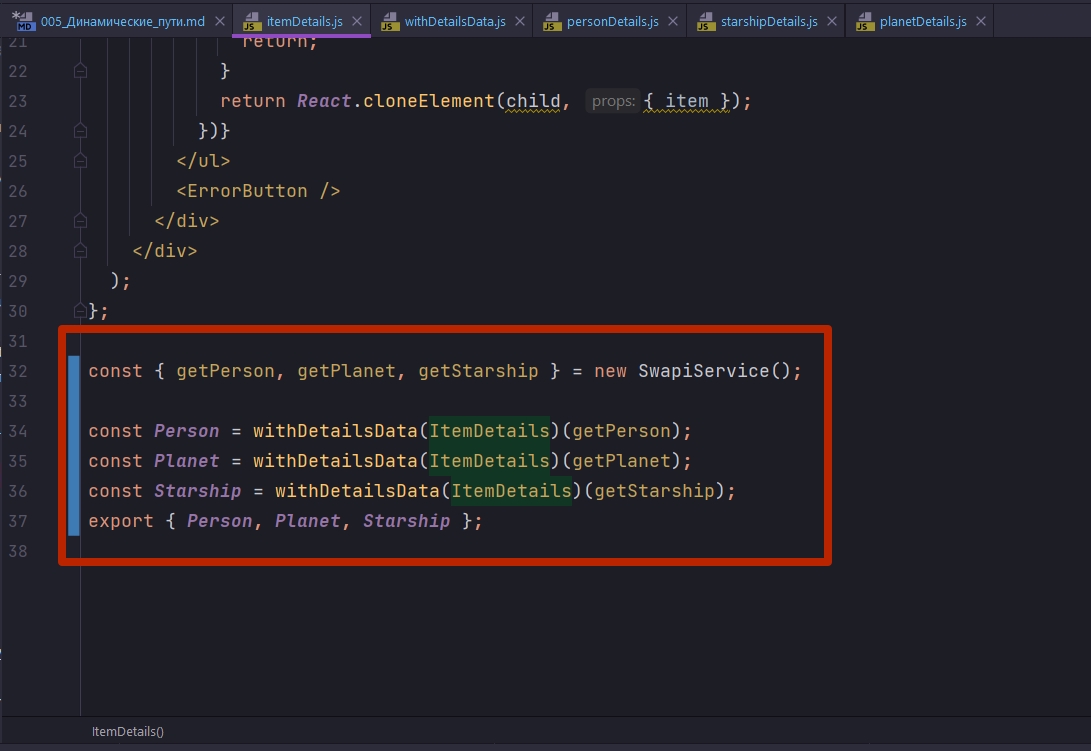 *MD 005_Динамические_пути.md × JS itemDetails.js × JS withDetailsData.js × JS personDetails.js × JS starshipDetails.js × JS planetDetails.js ×
21 return;
22 }
23 return React.cloneElement(child, props: { item });
24 })}
25 </ul>
26 <ErrorButton />
27 </div>
28 </div>
29 );
30 };
31
32 const { getPerson, getPlanet, getStarship } = new SwapiService();
33
34 const Person = withDetailsData(ItemDetails)(getPerson);
35 const Planet = withDetailsData(ItemDetails)(getPlanet);
36 const Starship = withDetailsData(ItemDetails)(getStarship);
37 export { Person, Planet, Starship };
38
ItemDetails()